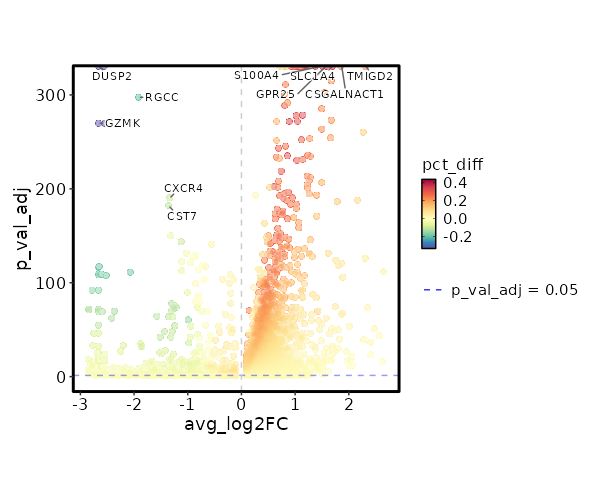 S100A4
SLC1A4
TMIGD2
DUSP2
GPR25
CSGALNACT1
RGCC
GZMK
CXCR4
CST7
300
200
100
0
p_val_adj
-3
-2
-1
0
1
2
avg_log2FC
pct_diff
0.4
0.2
0.0
-0.2
p_val_adj = 0.05